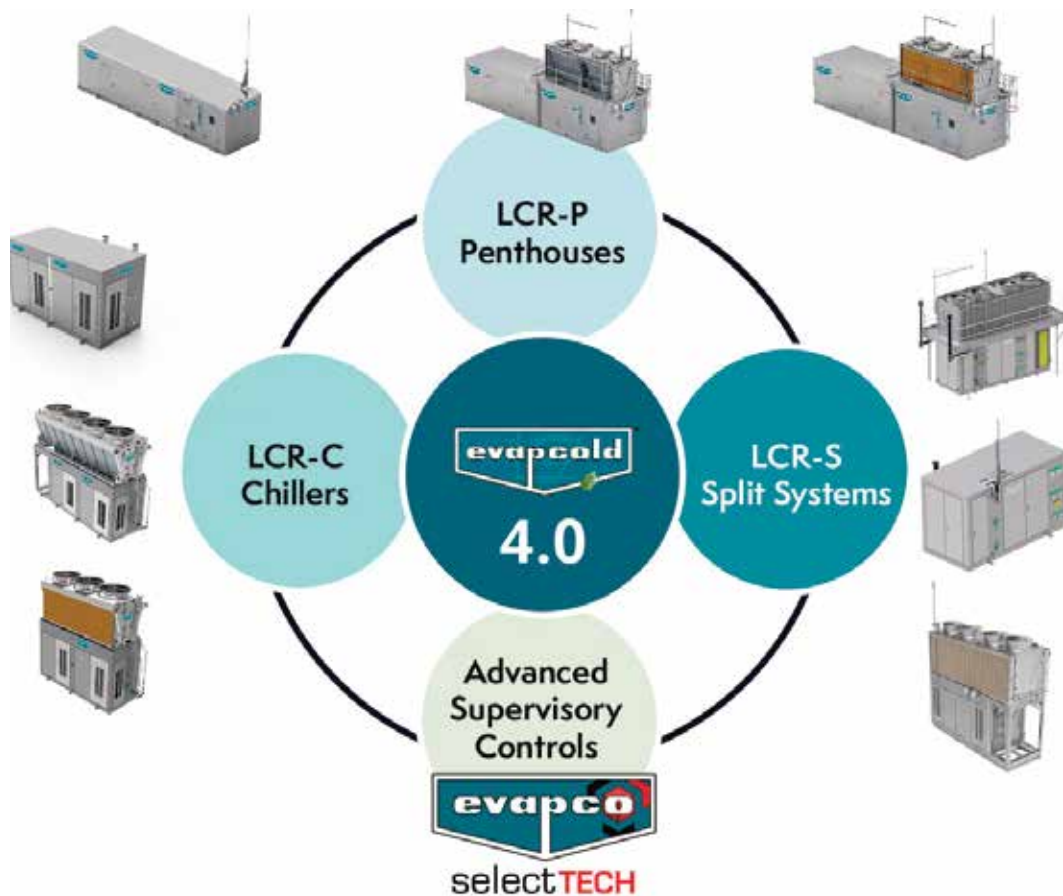 LCR-P
Penthouses
LCR-C
Chillers
evapcold
4.0
LCR-S
Split Systems
Advanced
Supervisory
Controls
evapco
selectTECH